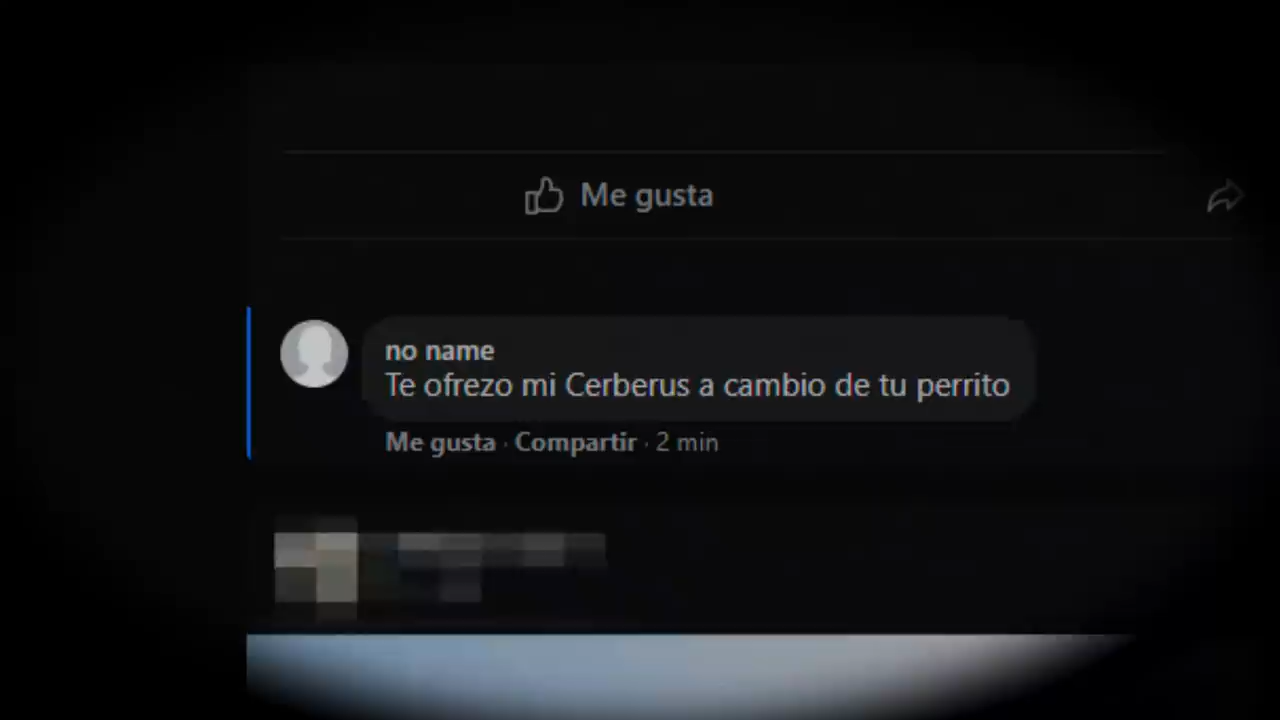 Me gusta
no name
Te ofrezo mi Cerberus a cambio de tu perrito
Me gusta · Compartir · 2 min